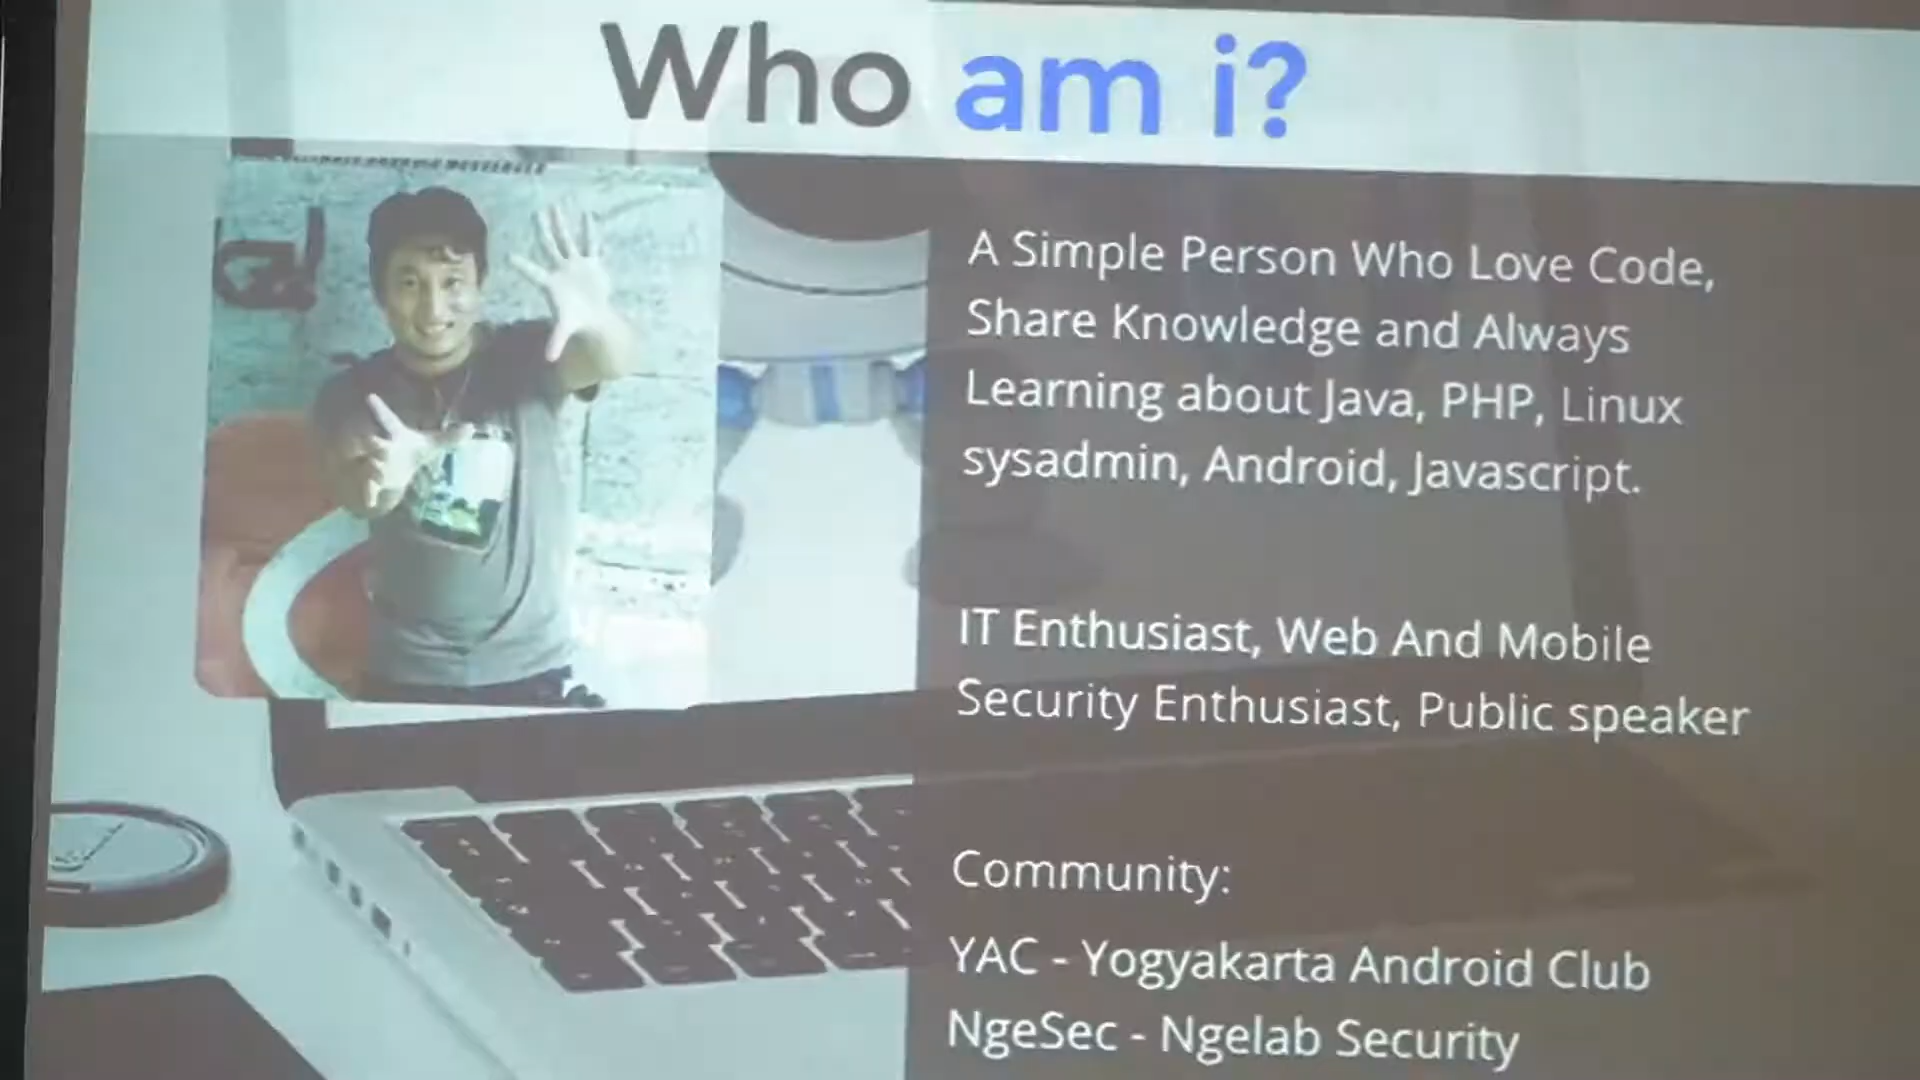 Who am i?
A Simple Person Who Love Code,
Share Knowledge and Always
Learning about Java, PHP, Linux
sysadmin, Android, Javascript.
IT Enthusiast, Web And Mobile
Security Enthusiast, Public speaker
Community:
YAC - Yogyakarta Android Club
NgeSec - Ngelab Security